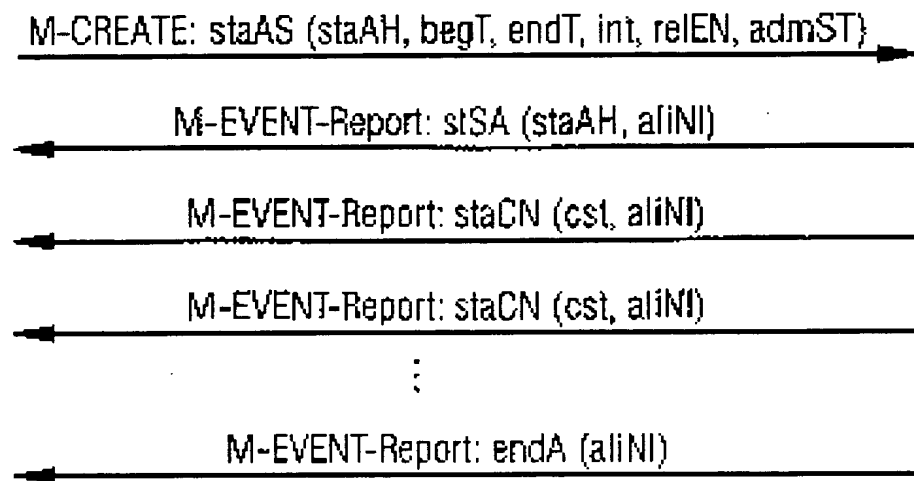 M-CREATE: staAS (staAH, begT, endT, int, relEN, admST)
M-EVENT-Report: stSA (staAH, aliNI)
M-EVENT-Report: staCN (cst, aliNI)
M-EVENT-Report: staCN (cst, aliNI)
⋮
M-EVENT-Report: endA (aliNI)